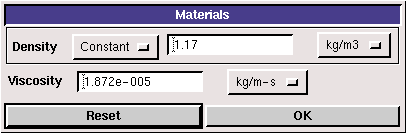 Materials
Density Constant 1.17 kg/m3
Viscosity 1.872e-005 kg/m-s
Reset OK